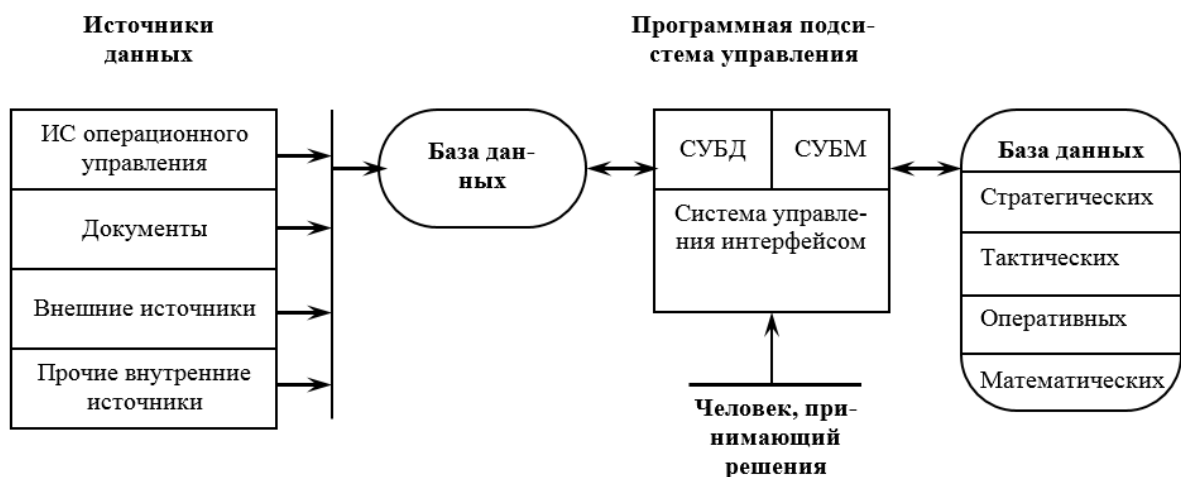 Источники
данных
Программная подси-
стема управления
ИС операционного
управления
Документы
Внешние источники
Прочие внутренние
источники
База дан-
ных
СУБД
СУБМ
Система управле-
ния интерфейсом
Человек, при-
нимающий
решения
База данных
Стратегических
Тактических
Оперативных
Математических